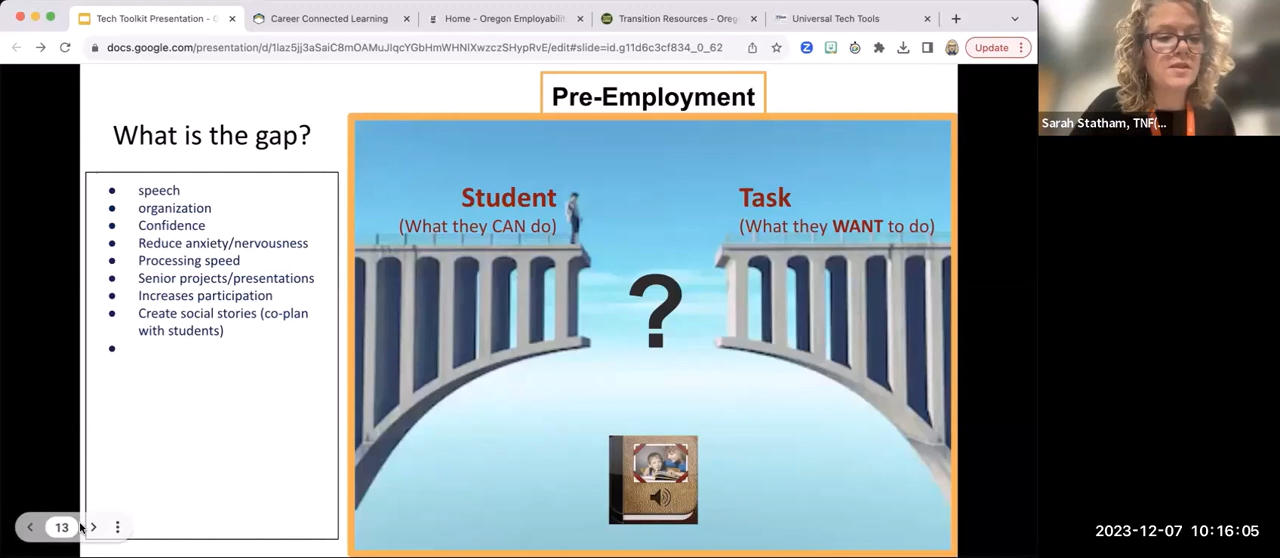 Tech Toolkit Presentation - G
Career Connected Learning
Home - Oregon Employabilit
Transition Resources - Oreg
Universal Tech Tools
docs.google.com/presentation/d/1laz5jj3aSaiC8mOAMuJIqcYGbHmWHNlXwzczSHypRvE/edit#slide=id.g11d6c3cf834_0_62
Update
Sarah Statham, TNF(...
Pre-Employment
What is the gap?
• speech
• organization
• Confidence
• Reduce anxiety/nervousness
• Processing speed
• Senior projects/presentations
• Increases participation
• Create social stories (co-plan
with students)
•
Student
(What they CAN do)
Task
(What they WANT to do)
?
13
2023-12-07 10:16:05